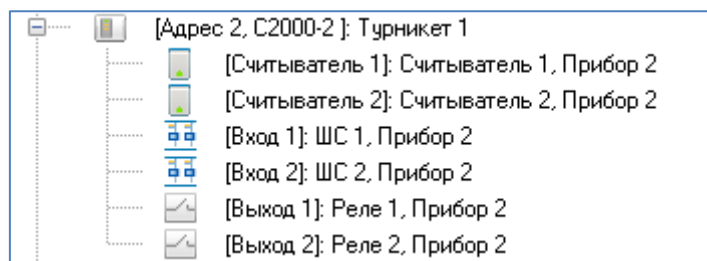 [Адрес 2, С2000-2 ]: Турникет 1
[Считыватель 1]: Считыватель 1, Прибор 2
[Считыватель 2]: Считыватель 2, Прибор 2
[Вход 1]: ШС 1, Прибор 2
[Вход 2]: ШС 2, Прибор 2
[Выход 1]: Реле 1, Прибор 2
[Выход 2]: Реле 2, Прибор 2